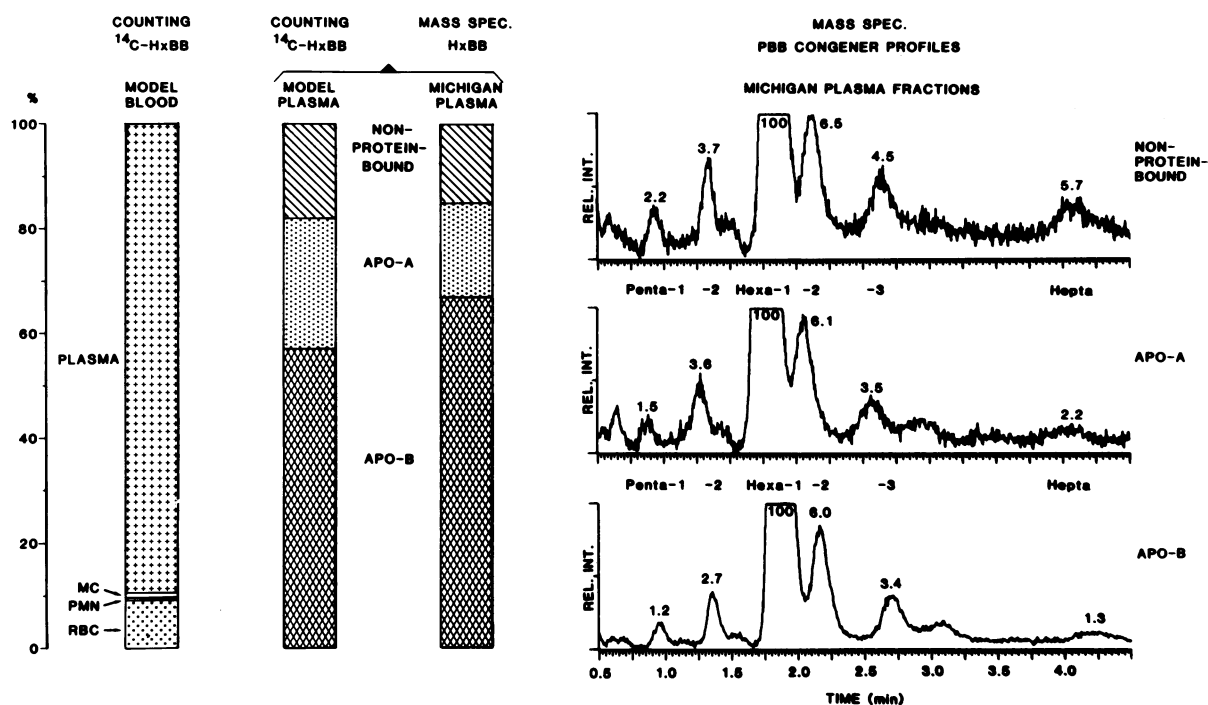 COUNTING
14C-HxBB
COUNTING
14C-HxBB
MASS SPEC.
HxBB
MODEL
BLOOD
MODEL
PLASMA
MICHIGAN
PLASMA
%
100
80
60
40
20
0
PLASMA
MC
PMN
RBC
NON-
PROTEIN-
BOUND
APO-A
APO-B
MASS SPEC.
PBB CONGENER PROFILES
MICHIGAN PLASMA FRACTIONS
REL., INT.
2.2
3.7
100
6.5
4.5
5.7
NON-
PROTEIN-
BOUND
Penta-1 -2 Hexa-1 -2 -3 Hepta
REL., INT.
1.5
3.6
100
6.1
3.5
2.2
APO-A
Penta-1 -2 Hexa-1 -2 -3 Hepta
REL., INT.
1.2
2.7
100
6.0
3.4
1.3
APO-B
0.5 1.0 1.5 2.0 2.5 3.0 3.5 4.0
TIME (min)